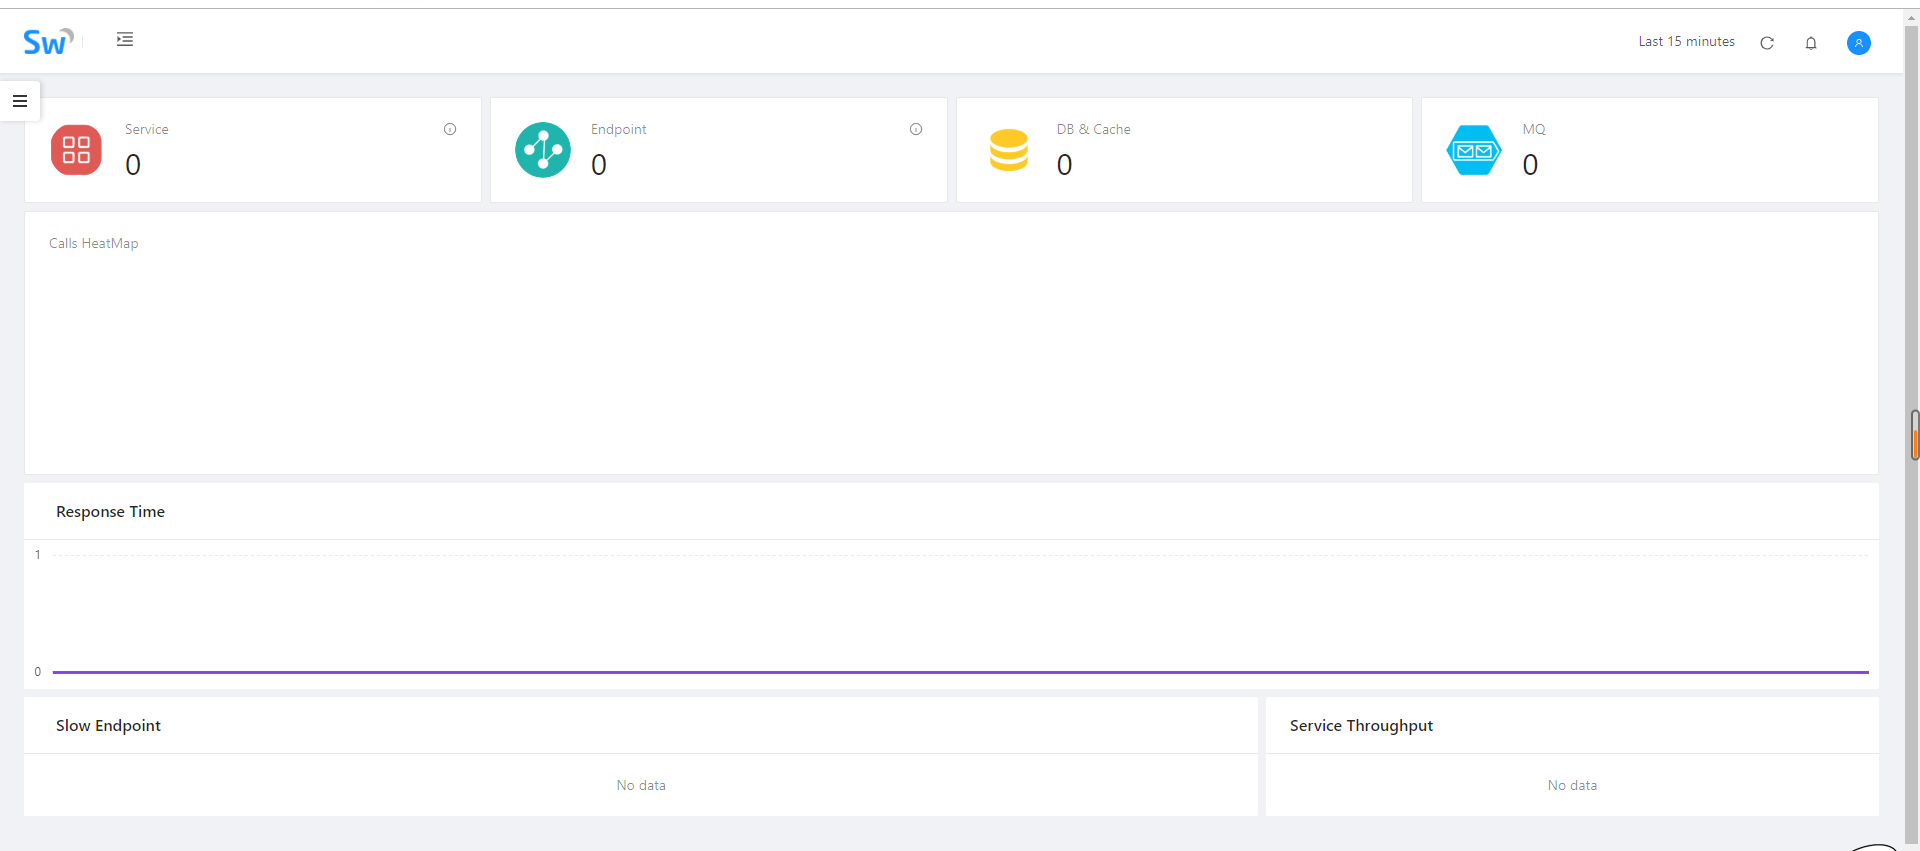 Sw
Last 15 minutes
Service
0
Endpoint
0
DB & Cache
0
MQ
0
Calls HeatMap
Response Time
1
0
Slow Endpoint
No data
Service Throughput
No data